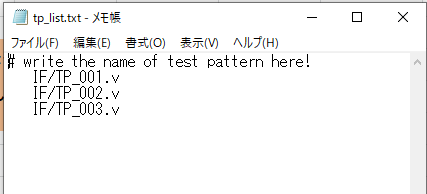 tp_list.txt - メモ帳
ファイル(F) 編集(E) 書式(O) 表示(V) ヘルプ(H)
# write the name of test pattern here!
IF/TP_001.v
IF/TP_002.v
IF/TP_003.v